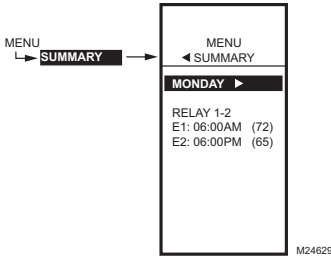 MENU
SUMMARY
MENU
◄ SUMMARY
MONDAY ►
RELAY 1-2
E1: 06:00AM (72)
E2: 06:00PM (65)
M24629